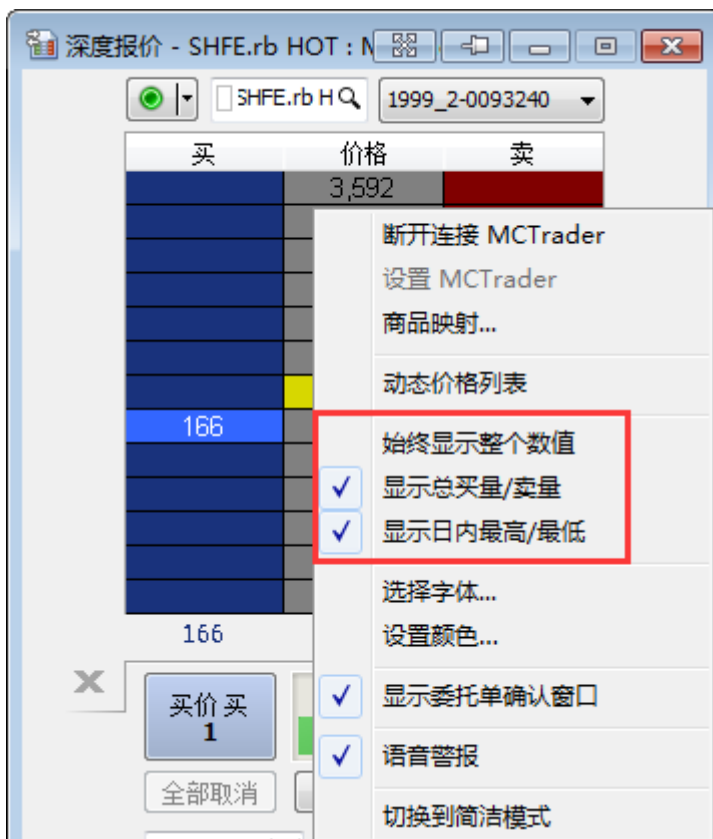 深度报价 - SHFE.rb HOT : M
SHFE.rb H
1999_2-0093240
买 价格 卖
3,592
断开连接 MCTrader
设置 MCTrader
商品映射...
动态价格列表
166
始终显示整个数值
显示总买量/卖量
显示日内最高/最低
选择字体...
166
设置颜色...
显示委托单确认窗口
买价 买
1
语音警报
全部取消
切换到简洁模式